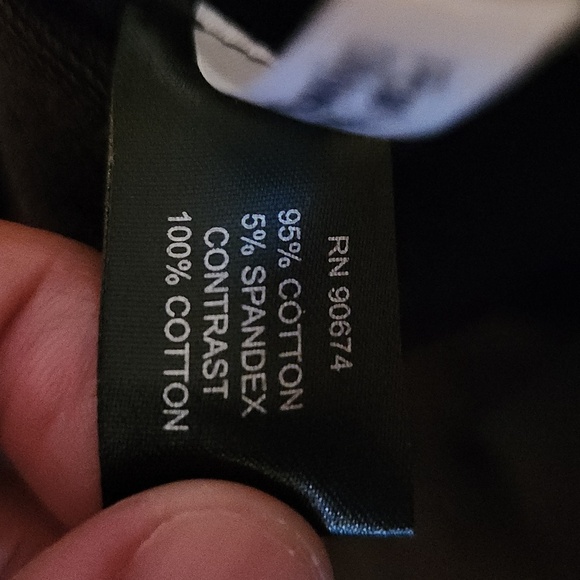 RN 90674
95% COTTON
5% SPANDEX
CONTRAST
100% COTTON